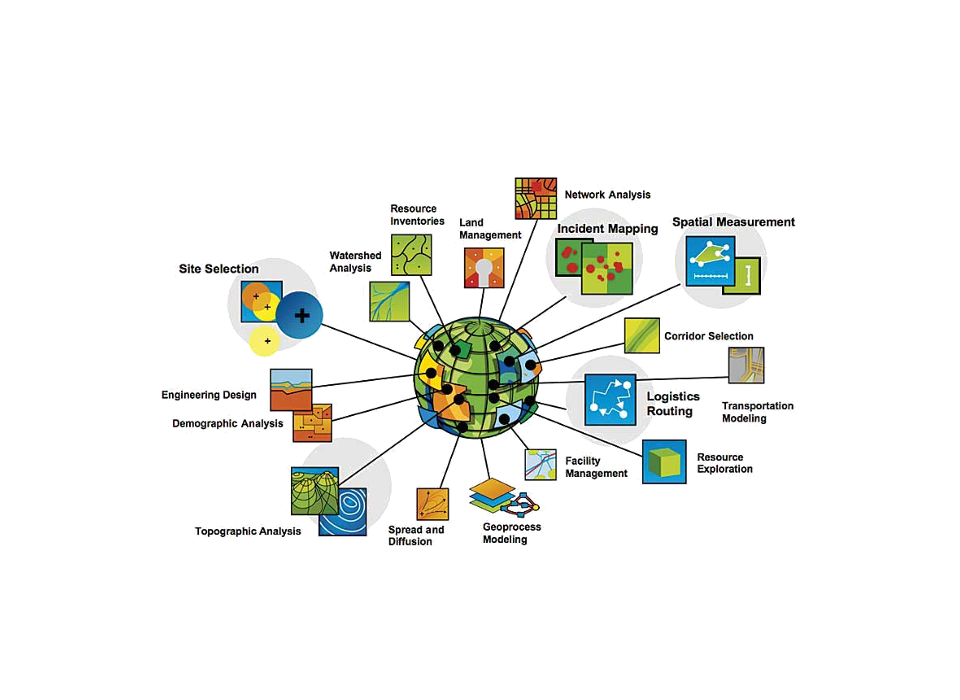 Network Analysis
Resource
Inventories
Land
Management
Incident Mapping
Spatial Measurement
Watershed
Analysis
Site Selection
Corridor Selection
Engineering Design
Logistics
Routing
Transportation
Modeling
Demographic Analysis
Facility
Management
Resource
Exploration
Topographic Analysis
Spread and
Diffusion
Geoprocess
Modeling